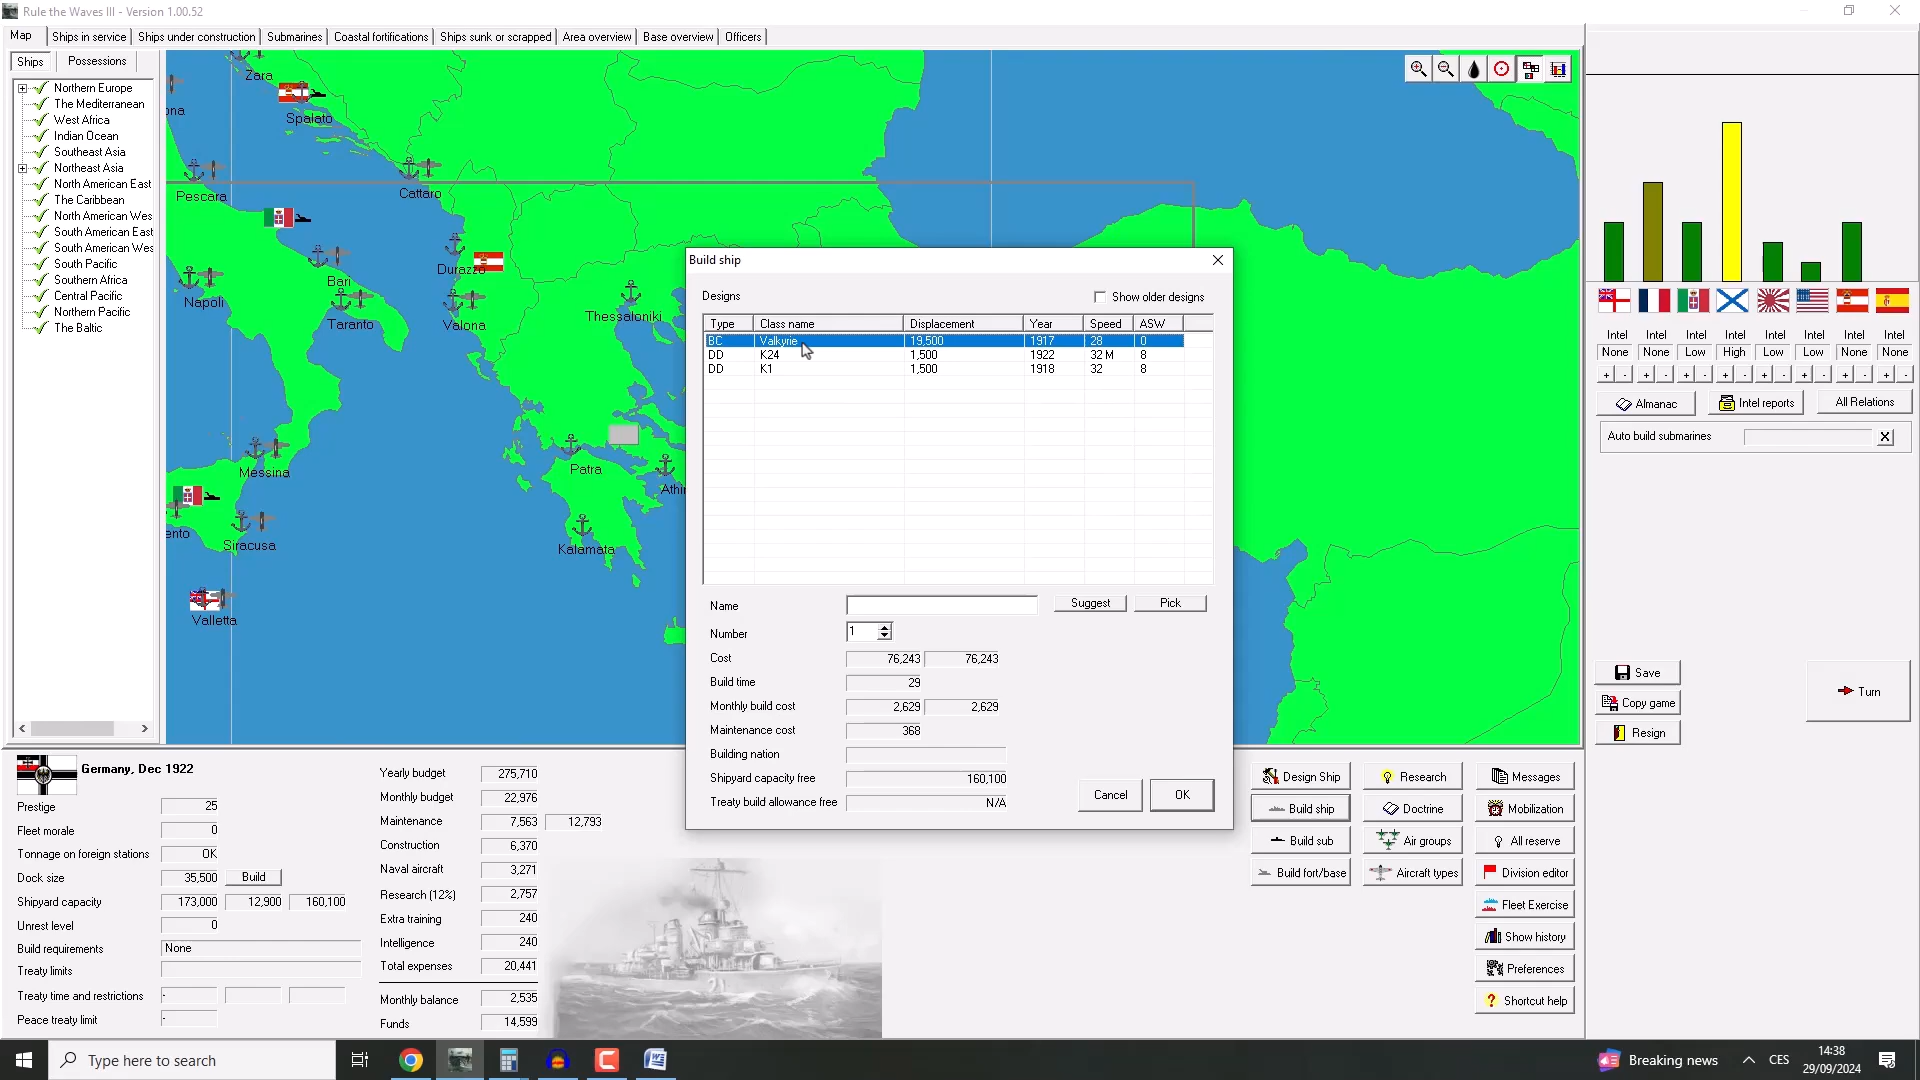 Rule the Waves III - Version 1.00.52
Map Ships in service Ships under construction Submarines Coastal fortifications Ships sunk or scrapped Area overview Base overview Officers
Ships Possessions
Northern Europe
The Mediterranean
West Africa
Indian Ocean
Southeast Asia
Northeast Asia
North American East
The Caribbean
North American Wes
South American East
South American Wes
South Pacific
Southern Africa
Central Pacific
Northern Pacific
The Baltic
Zara
Spalato
Pescara
Cattaro
Durazzo
Bari
Napoli
Taranto
Valona
Thessaloniki
Messina
Patra
Athin
ento
Siracusa
Kalamata
Valletta
Build ship
Designs
Show older designs
Type Class name Displacement Year Speed ASW
BC Valkyrie 19,500 1917 28 0
DD K24 1,500 1922 32 M 8
DD K1 1,500 1918 32 8
Name Suggest Pick
Number 1
Cost 76,243 76,243
Build time 29
Monthly build cost 2,629 2,629
Maintenance cost 368
Building nation
Shipyard capacity free 160,100
Treaty build allowance free N/A
Cancel OK
Intel Intel Intel Intel Intel Intel Intel Intel
None None Low High Low Low None None
+ - + - + - + - + - + - + - + -
Almanac Intel reports All Relations
Auto build submarines X
Save
Copy game
Resign
Turn
Germany, Dec 1922
Prestige 25
Fleet morale 0
Tonnage on foreign stations OK
Dock size 35,500 Build
Shipyard capacity 173,000 12,900 160,100
Unrest level 0
Build requirements None
Treaty limits
Treaty time and restrictions -
Peace treaty limit -
Yearly budget 275,710
Monthly budget 22,976
Maintenance 7,563 12,793
Construction 6,370
Naval aircraft 3,271
Research (12%) 2,757
Extra training 240
Intelligence 240
Total expenses 20,441
Monthly balance 2,535
Funds 14,599
Design Ship Research Messages
Build ship Doctrine Mobilization
Build sub Air groups All reserve
Build fort/base Aircraft types Division editor
Fleet Exercise
Show history
Preferences
Shortcut help
Type here to search
Breaking news
CES
14:38
29/09/2024